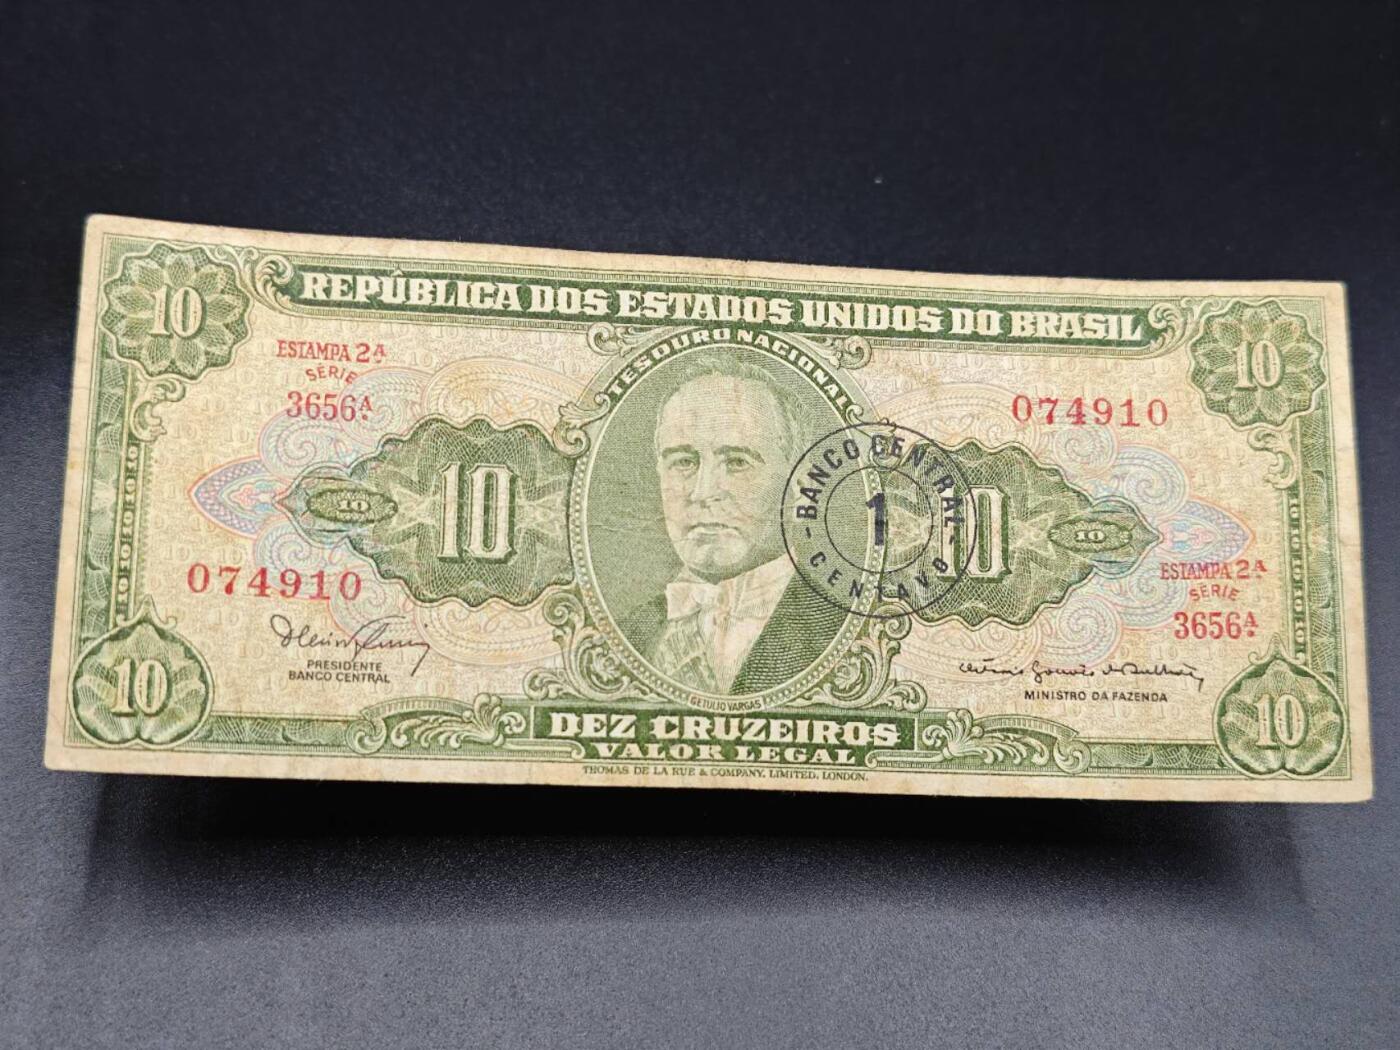 REPÚBLICA DOS ESTADOS UNIDOS DO BRASIL
TESOURO NACIONAL
10
10
ESTAMPA 2ª
SÉRIE
3656ª
074910
10
10
10
10
BANCO CENTRAL
1
CENTAVO
074910
ESTAMPA 2ª
SÉRIE
3656ª
PRESIDENTE
BANCO CENTRAL
MINISTRO DA FAZENDA
GETULIO VARGAS
10
10
DEZ CRUZEIROS
VALOR LEGAL
THOMAS DE LA RUE & COMPANY, LIMITED, LONDON.